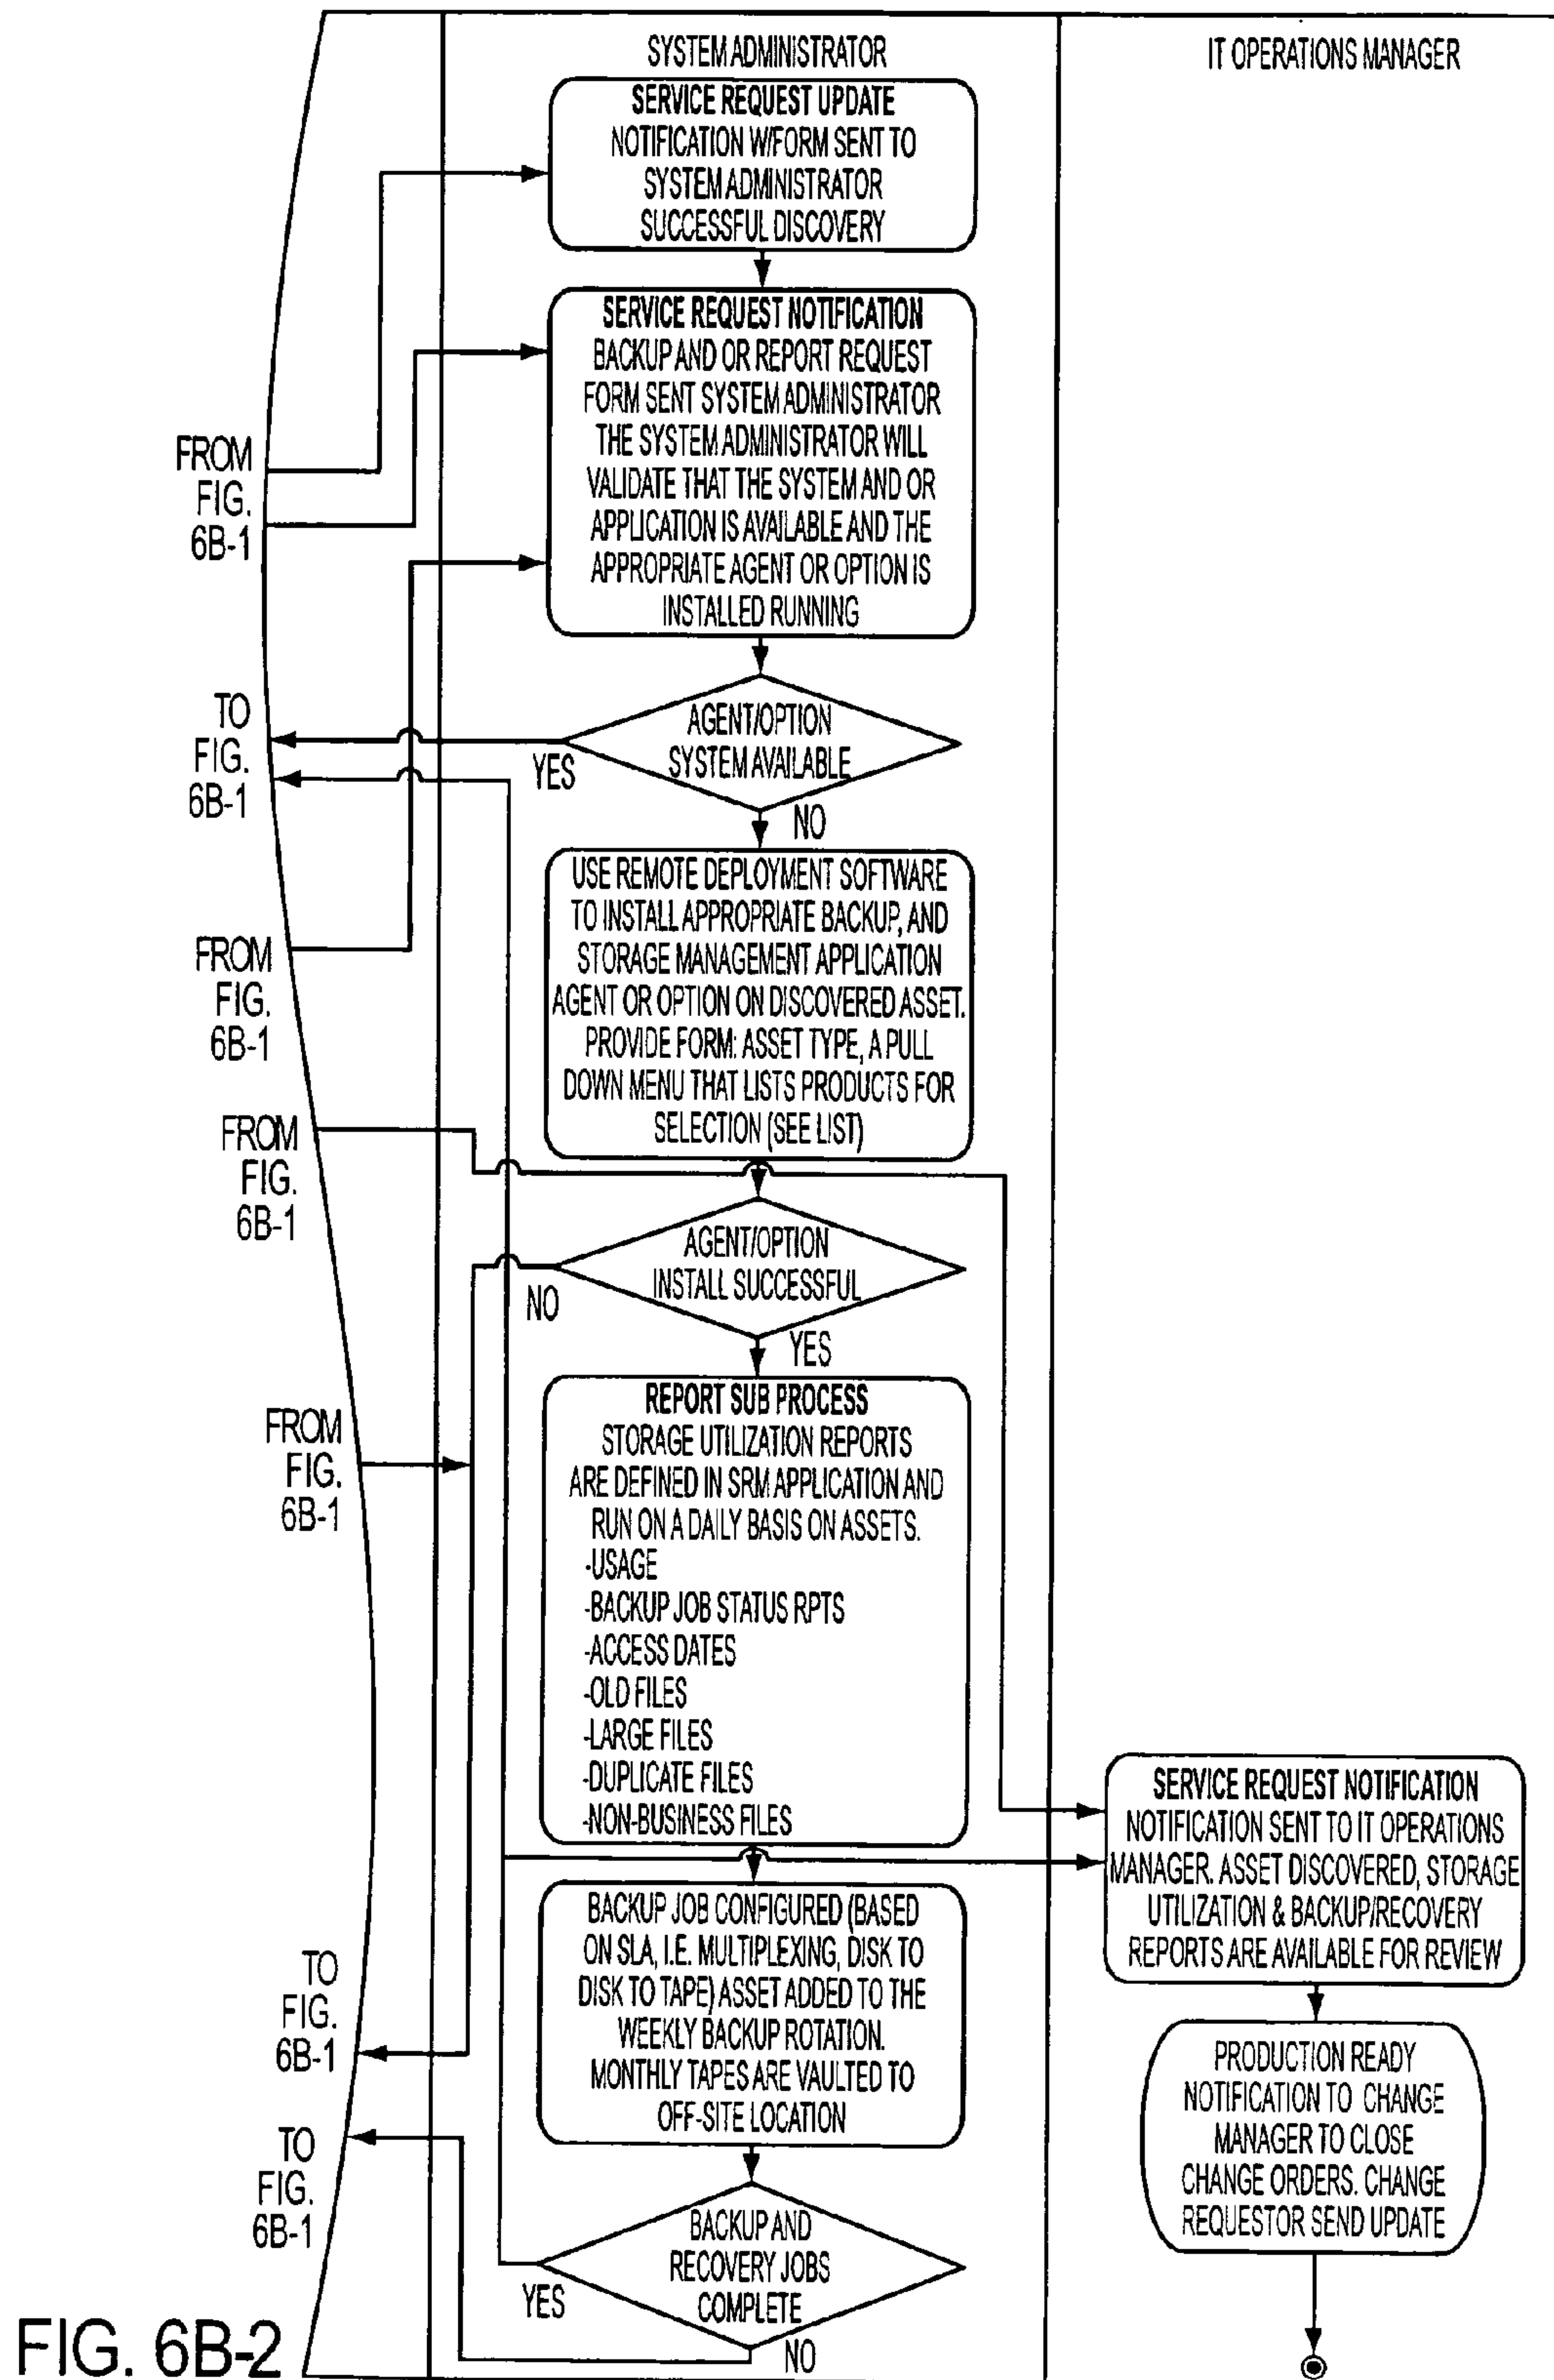 SYSTEM ADMINISTRATOR
IT OPERATIONS MANAGER
SERVICE REQUEST UPDATE
NOTIFICATION W/FORM SENT TO
SYSTEM ADMINISTRATOR
SUCCESSFUL DISCOVERY
SERVICE REQUEST NOTIFICATION
BACKUP AND OR REPORT REQUEST
FORM SENT SYSTEM ADMINISTRATOR
THE SYSTEM ADMINISTRATOR WILL
VALIDATE THAT THE SYSTEM AND OR
APPLICATION IS AVAILABLE AND THE
APPROPRIATE AGENT OR OPTION IS
INSTALLED RUNNING
FROM
FIG.
6B-1
AGENT/OPTION
SYSTEM AVAILABLE
YES
NO
TO
FIG.
6B-1
USE REMOTE DEPLOYMENT SOFTWARE
TO INSTALL APPROPRIATE BACKUP, AND
STORAGE MANAGEMENT APPLICATION
AGENT OR OPTION ON DISCOVERED ASSET.
PROVIDE FORM: ASSET TYPE, A PULL
DOWN MENU THAT LISTS PRODUCTS FOR
SELECTION (SEE LIST)
FROM
FIG.
6B-1
FROM
FIG.
6B-1
AGENT/OPTION
INSTALL SUCCESSFUL
NO
YES
REPORT SUB PROCESS
STORAGE UTILIZATION REPORTS
ARE DEFINED IN SRM APPLICATION AND
RUN ON A DAILY BASIS ON ASSETS.
-USAGE
-BACKUP JOB STATUS RPTS
-ACCESS DATES
-OLD FILES
-LARGE FILES
-DUPLICATE FILES
-NON-BUSINESS FILES
FROM
FIG.
6B-1
SERVICE REQUEST NOTIFICATION
NOTIFICATION SENT TO IT OPERATIONS
MANAGER. ASSET DISCOVERED, STORAGE
UTILIZATION & BACKUP/RECOVERY
REPORTS ARE AVAILABLE FOR REVIEW
BACKUP JOB CONFIGURED (BASED
ON SLA, I.E. MULTIPLEXING, DISK TO
DISK TO TAPE) ASSET ADDED TO THE
WEEKLY BACKUP ROTATION.
MONTHLY TAPES ARE VAULTED TO
OFF-SITE LOCATION
TO
FIG.
6B-1
PRODUCTION READY
NOTIFICATION TO CHANGE
MANAGER TO CLOSE
CHANGE ORDERS. CHANGE
REQUESTOR SEND UPDATE
TO
FIG.
6B-1
BACKUP AND
RECOVERY JOBS
COMPLETE
YES
NO
FIG. 6B-2